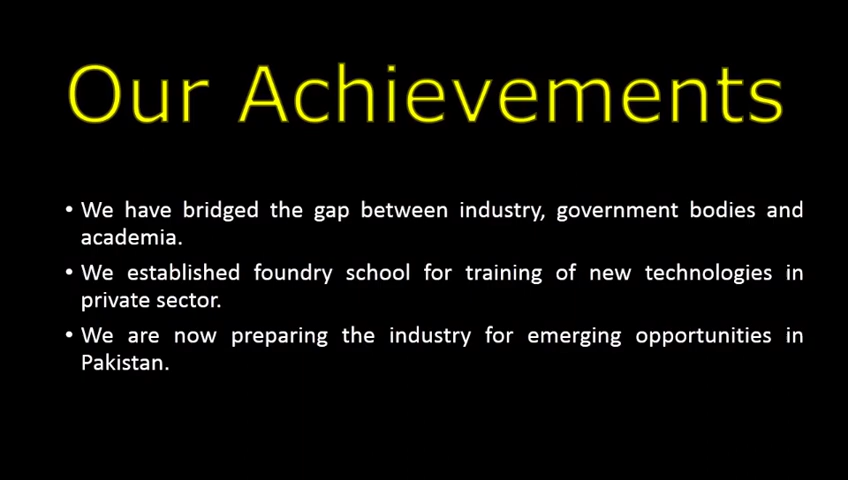 Our Achievements
• We have bridged the gap between industry, government bodies and
academia.
• We established foundry school for training of new technologies in
private sector.
• We are now preparing the industry for emerging opportunities in
Pakistan.